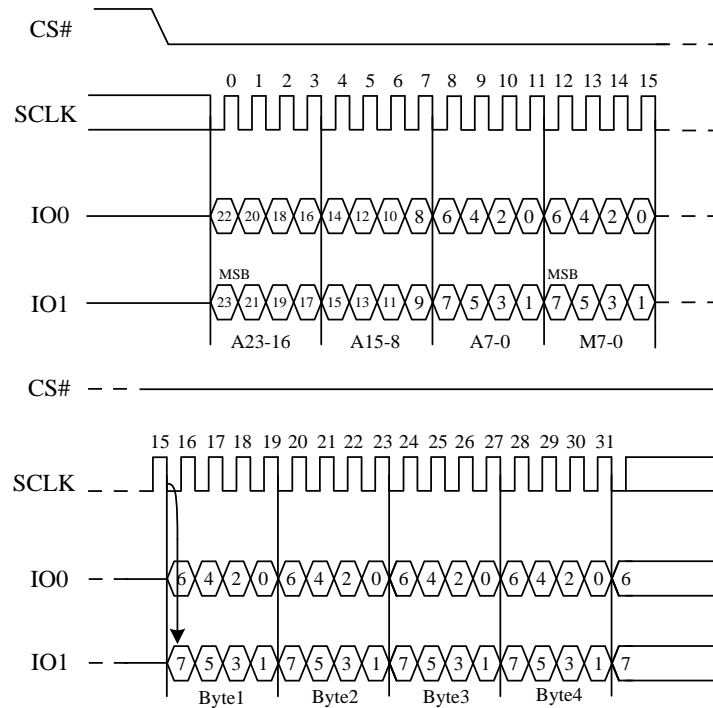 CS#
0 1 2 3 4 5 6 7 8 9 10 11 12 13 14 15
SCLK
IO0 22 20 18 16 14 12 10 8 6 4 2 0 6 4 2 0
MSB MSB
IO1 23 21 19 17 15 13 11 9 7 5 3 1 7 5 3 1
A23-16 A15-8 A7-0 M7-0
CS#
15 16 17 18 19 20 21 22 23 24 25 26 27 28 29 30 31
SCLK
IO0 6 4 2 0 6 4 2 0 6 4 2 0 6 4 2 0 6
IO1 7 5 3 1 7 5 3 1 7 5 3 1 7 5 3 1 7
Byte1 Byte2 Byte3 Byte4